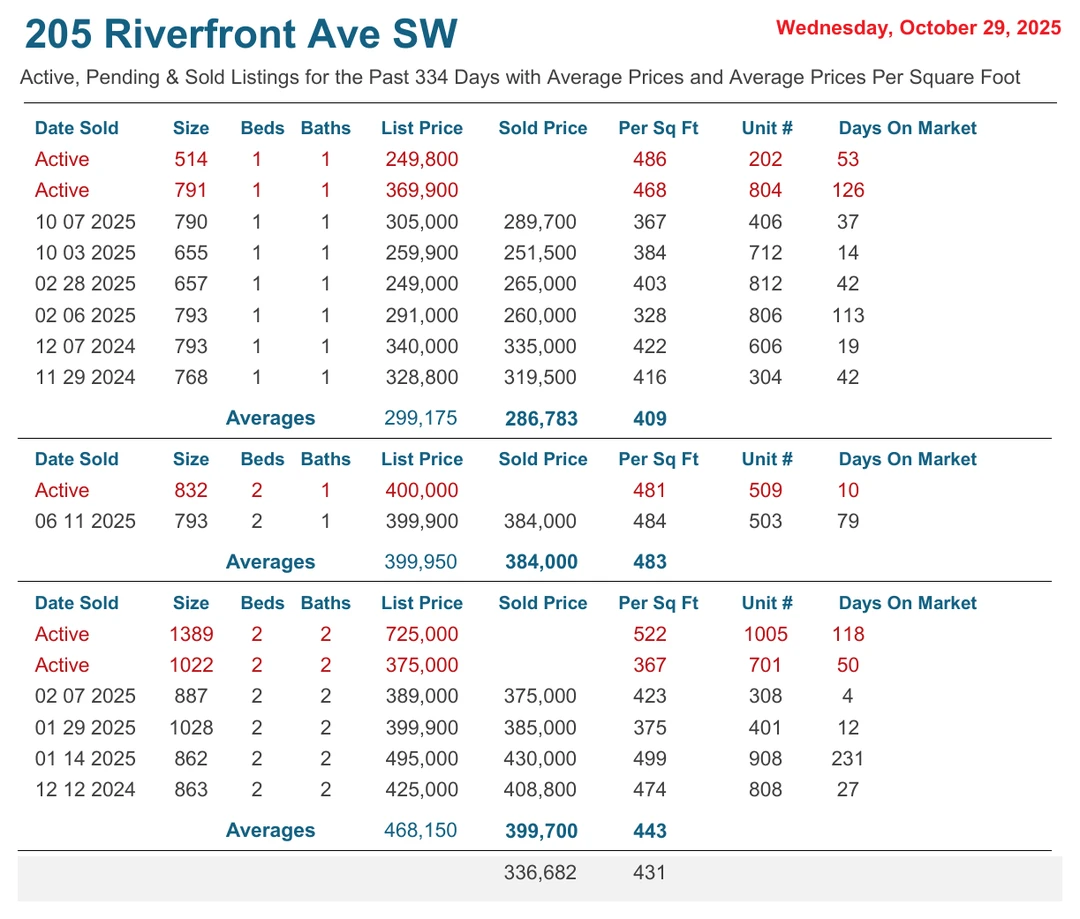 205 Riverfront Ave SW
Wednesday, October 29, 2025
Active, Pending & Sold Listings for the Past 334 Days with Average Prices and Average Prices Per Square Foot
Date Sold Size Beds Baths List Price Sold Price Per Sq Ft Unit # Days On Market
Active 514 1 1 249,800 486 202 53
Active 791 1 1 369,900 468 804 126
10 07 2025 790 1 1 305,000 289,700 367 406 37
10 03 2025 655 1 1 259,900 251,500 384 712 14
02 28 2025 657 1 1 249,000 265,000 403 812 42
02 06 2025 793 1 1 291,000 260,000 328 806 113
12 07 2024 793 1 1 340,000 335,000 422 606 19
11 29 2024 768 1 1 328,800 319,500 416 304 42
Averages 299,175 286,783 409
Date Sold Size Beds Baths List Price Sold Price Per Sq Ft Unit # Days On Market
Active 832 2 1 400,000 481 509 10
06 11 2025 793 2 1 399,900 384,000 484 503 79
Averages 399,950 384,000 483
Date Sold Size Beds Baths List Price Sold Price Per Sq Ft Unit # Days On Market
Active 1389 2 2 725,000 522 1005 118
Active 1022 2 2 375,000 367 701 50
02 07 2025 887 2 2 389,000 375,000 423 308 4
01 29 2025 1028 2 2 399,900 385,000 375 401 12
01 14 2025 862 2 2 495,000 430,000 499 908 231
12 12 2024 863 2 2 425,000 408,800 474 808 27
Averages 468,150 399,700 443
336,682 431